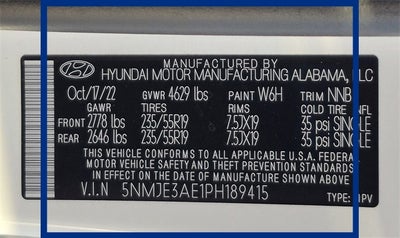 MANUFACTURED BY
HYUNDAI MOTOR MANUFACTURING ALABAMA, LLC
Oct/17/22 GVWR 4629 lbs PAINT W6H TRIM NNB
GAWR TIRES RIMS COLD TIRE INFL
FRONT 2778 lbs 235/55R19 7.5JX19 35 psi SINGLE
REAR 2646 lbs 235/55R19 7.5JX19 35 psi SINGLE
THIS VEHICLE CONFORMS TO ALL APPLICABLE U.S.A. FEDERAL
MOTOR VEHICLE SAFETY AND THEFT PREVENTION STANDARDS
IN EFFECT ON THE DATE OF MANUFACTURE SHOWN ABOVE.
V.I.N 5NMJE3AE1PH189415 TYPE: MPV